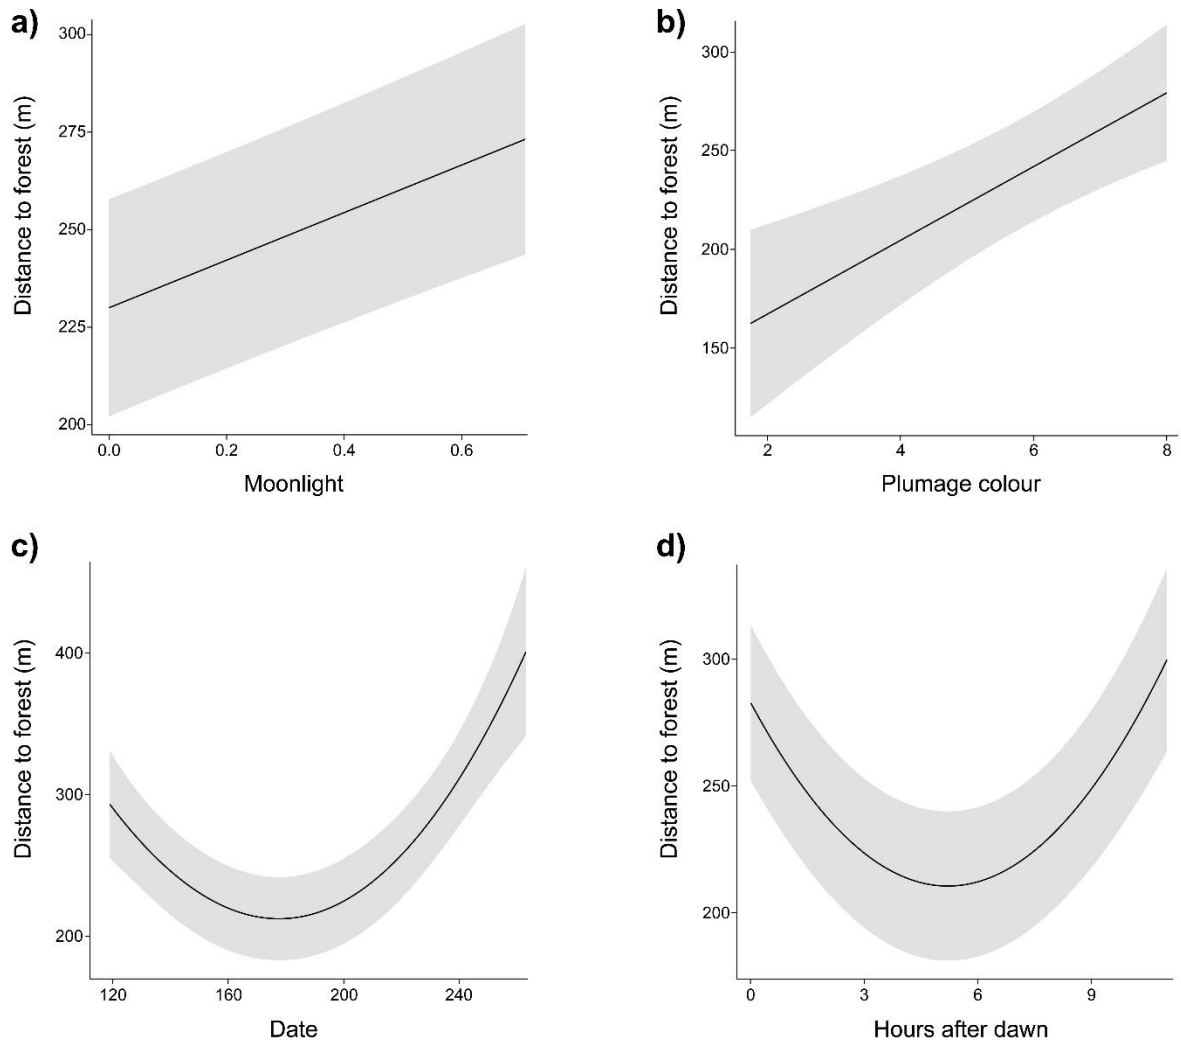 a)
300
275
250
225
200
Distance to forest (m)
0.0 0.2 0.4 0.6
Moonlight
b)
300
250
200
150
Distance to forest (m)
2 4 6 8
Plumage colour
c)
400
300
200
Distance to forest (m)
120 160 200 240
Date
d)
300
250
200
Distance to forest (m)
0 3 6 9
Hours after dawn